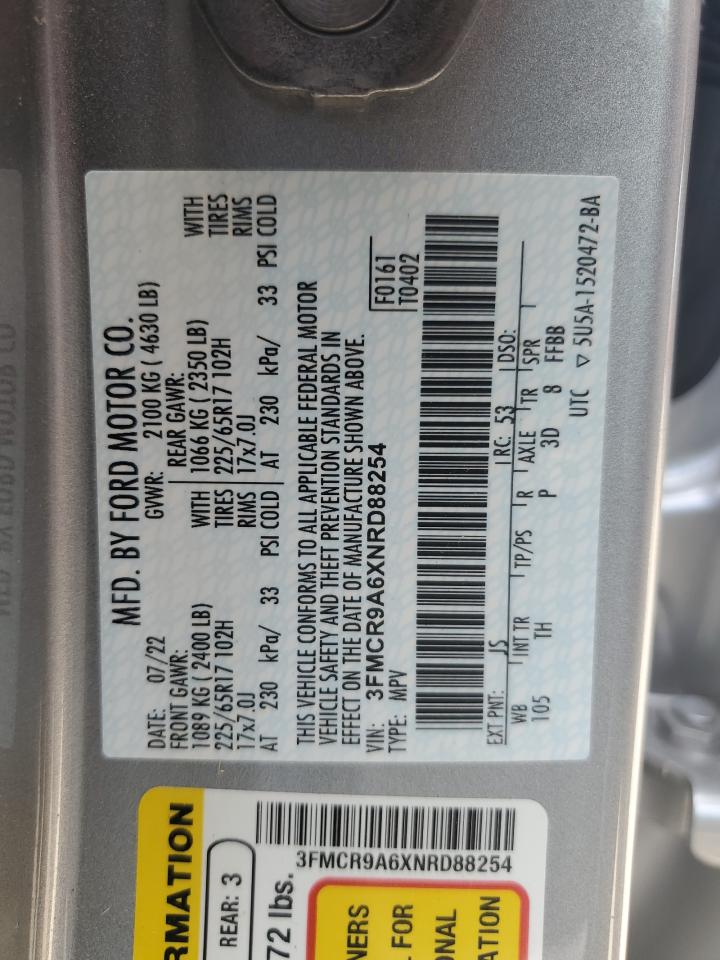 MFD. BY FORD MOTOR CO.
DATE: 07/22 GVWR: 2100 KG ( 4630 LB)
FRONT GAWR: REAR GAWR:
1089 KG ( 2400 LB) WITH 1066 KG ( 2350 LB) WITH
225/65R17 102H TIRES 225/65R17 102H TIRES
17x7.0J RIMS 17x7.0J RIMS
AT 230 kPa/ 33 PSI COLD AT 230 kPa/ 33 PSI COLD
THIS VEHICLE CONFORMS TO ALL APPLICABLE FEDERAL MOTOR
VEHICLE SAFETY AND THEFT PREVENTION STANDARDS IN
EFFECT ON THE DATE OF MANUFACTURE SHOWN ABOVE.
VIN: 3FMCR9A6XNRD88254 F0161
TYPE: MPV T0402
EXT PNT: JS RC: 53 DSO:
WB INT TR TP/PS R AXLE TR SPR
105 TH P 3D 8 FFBB
UTC ▽ 5U5A-1520472-BA
RMATION
REAR: 3
72 lbs.
3FMCR9A6XNRD88254
NERS
L FOR
ONAL
ATION